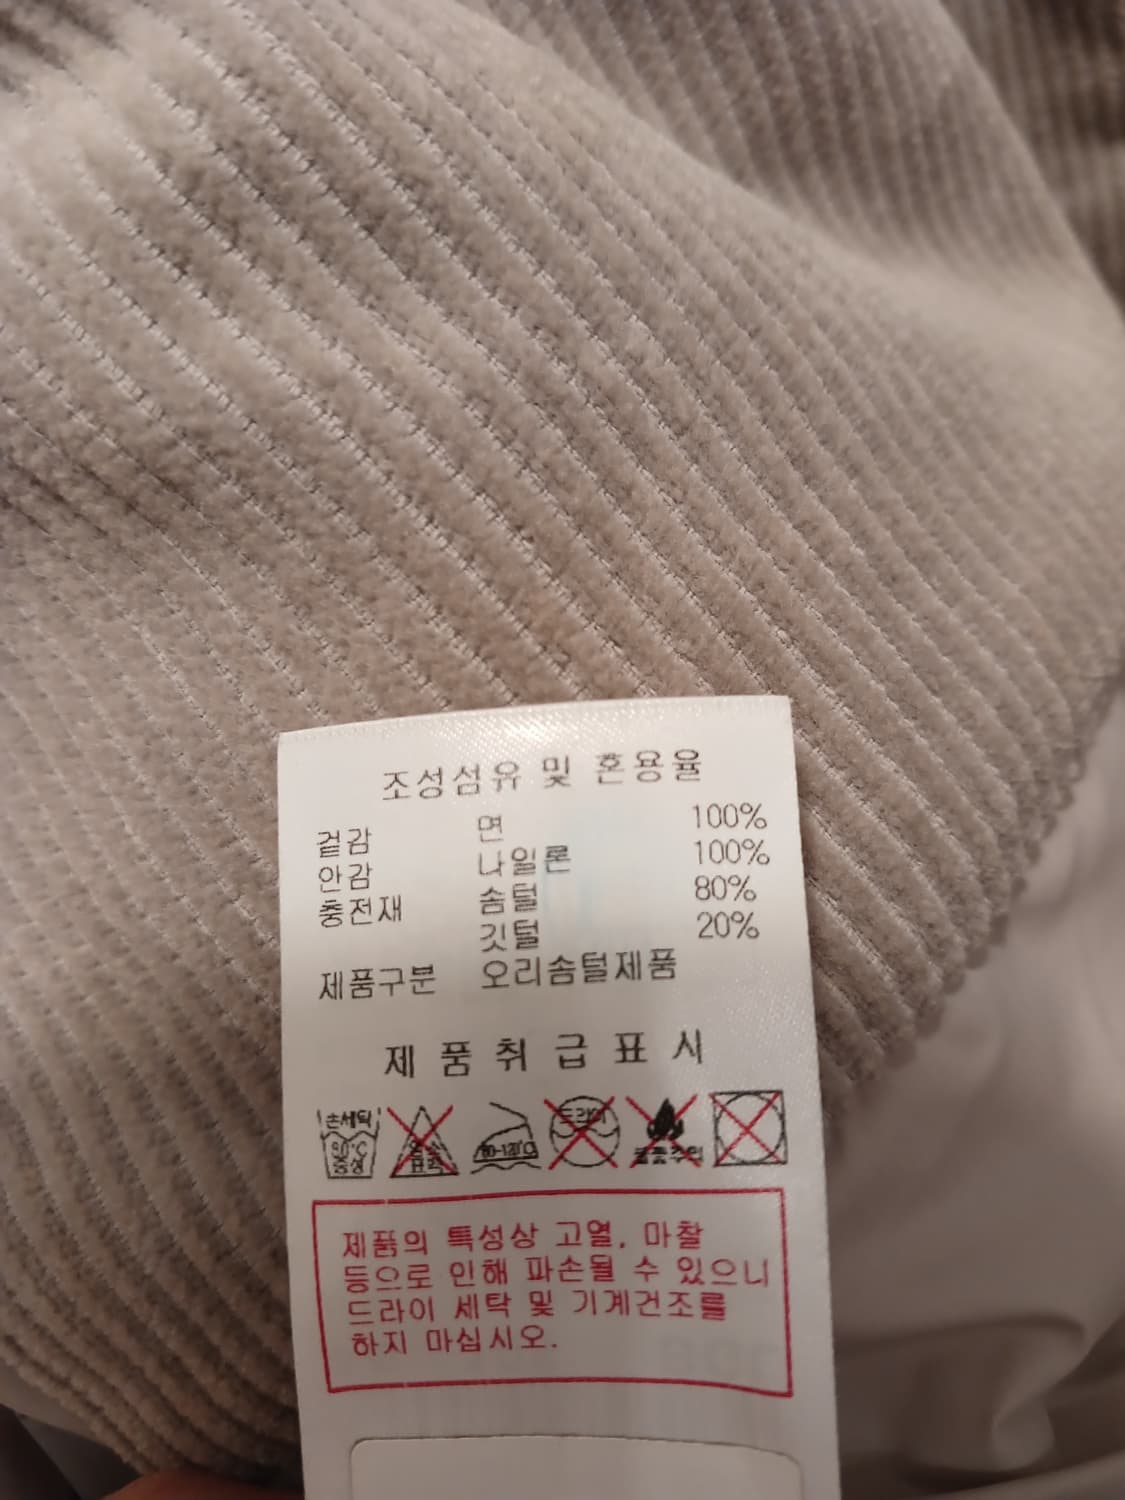 조성섬유 및 혼용율
겉감 면 100%
안감 나일론 100%
충전재 솜털 80%
깃털 20%
제품구분 오리솜털제품
제품취급표시
손세탁
중성
드라이
80-120℃
제품의 특성상 고열, 마찰
등으로 인해 파손될 수 있으니
드라이 세탁 및 기계건조를
하지 마십시오.